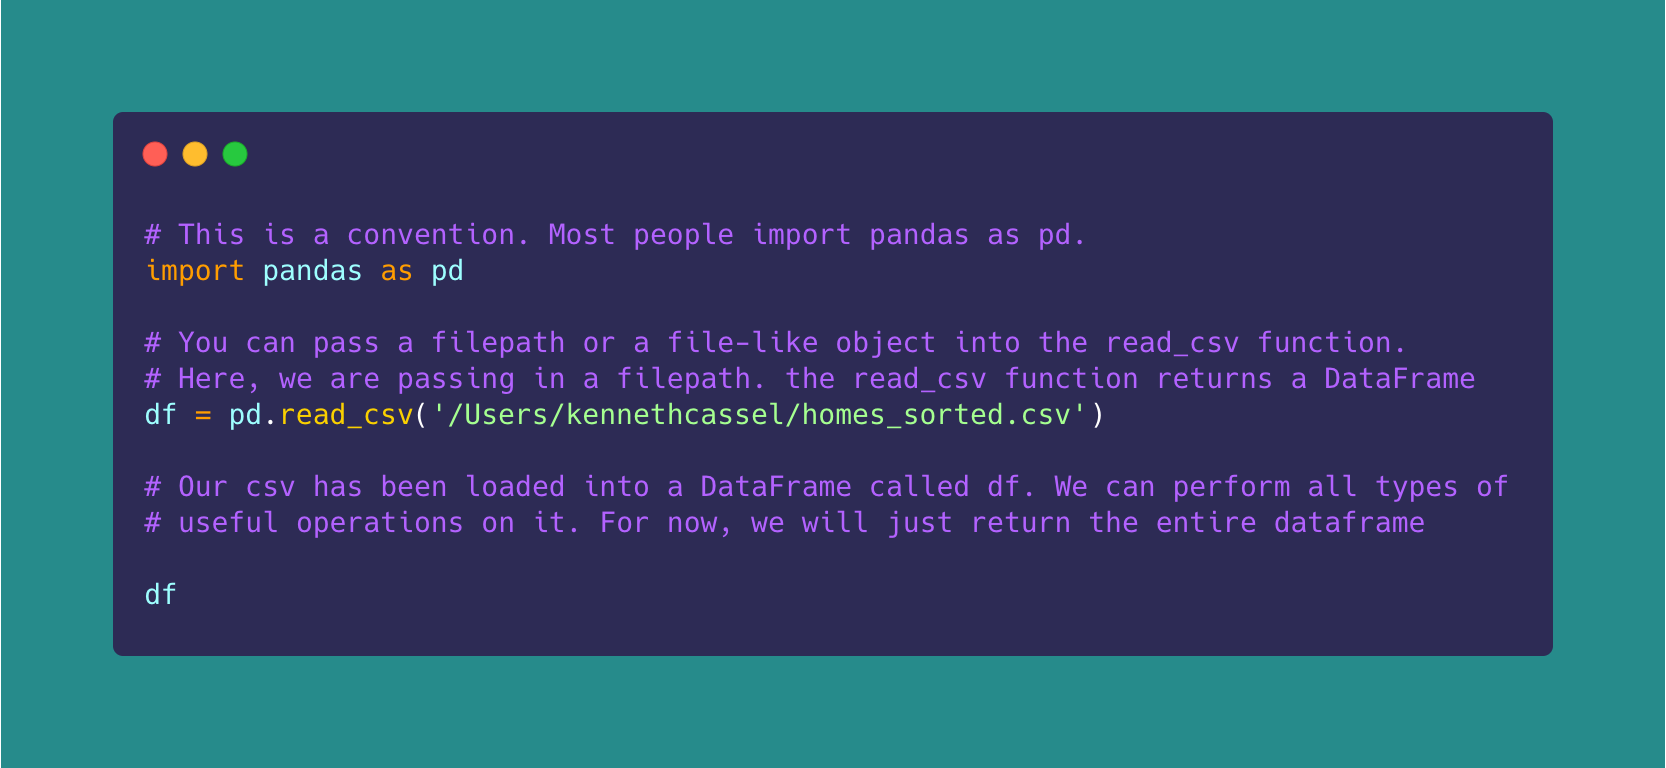 # This is a convention. Most people import pandas as pd.
import pandas as pd
# You can pass a filepath or a file-like object into the read_csv function.
# Here, we are passing in a filepath. the read_csv function returns a DataFrame
df = pd.read_csv('/Users/kennethcassel/homes_sorted.csv')
# Our csv has been loaded into a DataFrame called df. We can perform all types of
# useful operations on it. For now, we will just return the entire dataframe
df